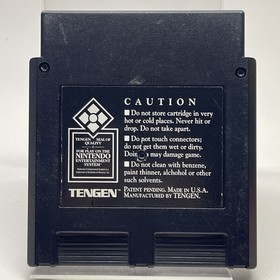 CAUTION
■ Do not store cartridge in very
hot or cold places. Never hit or
drop. Do not take apart.
■ Do not touch connectors;
do not get them wet or dirty.
Doing so may damage game.
■ Do not clean with benzene,
paint thinner, alchohol or other
such solvents.
PATENT PENDING. MADE IN U.S.A.
MANUFACTURED BY TENGEN.
TENGEN SEAL OF
QUALITY
FOR PLAY ON THE
NINTENDO
ENTERTAINMENT
SYSTEM
TENGEN